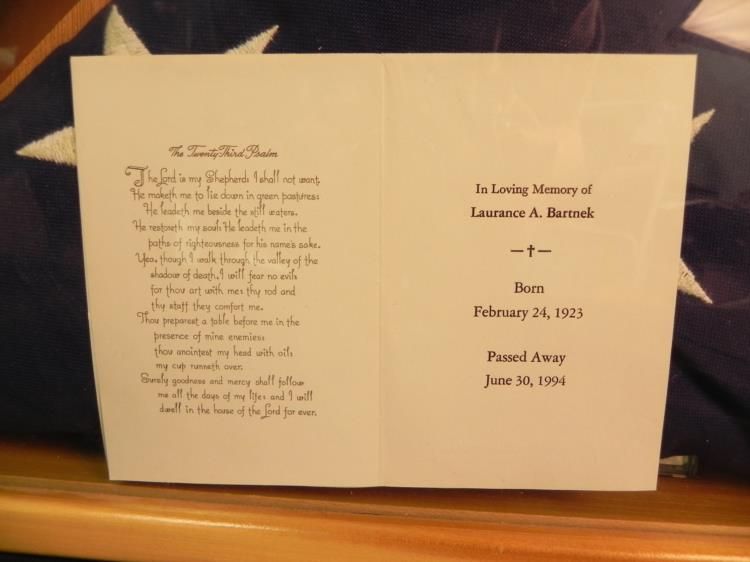 The Twenty-Third Psalm
The Lord is my Shepherd: I shall not want.
He maketh me to lie down in green pastures:
He leadeth me beside the still waters.
He restoreth my soul: He leadeth me in the
paths of righteousness for his name's sake.
Yea, though I walk through the valley of the
shadow of death, I will fear no evil:
for thou art with me: thy rod and
thy staff they comfort me.
Thou preparest a table before me in the
presence of mine enemies:
thou anointest my head with oil:
my cup runneth over.
Surely goodness and mercy shall follow
me all the days of my life: and I will
dwell in the house of the Lord for ever.
In Loving Memory of
Laurance A. Bartnek
—†—
Born
February 24, 1923
Passed Away
June 30, 1994